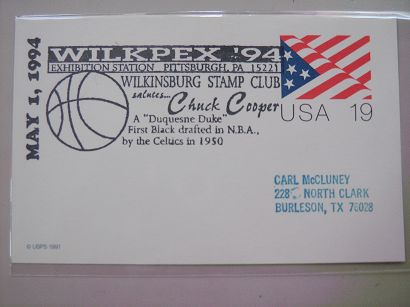 MAY 1, 1994
WILKPEX '94
EXHIBITION STATION PITTSBURGH, PA 15221
WILKINSBURG STAMP CLUB
salutes... Chuck Cooper
A "Duquesne Duke"
First Black drafted in N.B.A.,
by the Celtics in 1950
USA 19
CARL McCLUNEY
NORTH CLARK
BURLESON, TX 76028
© USPS 1991